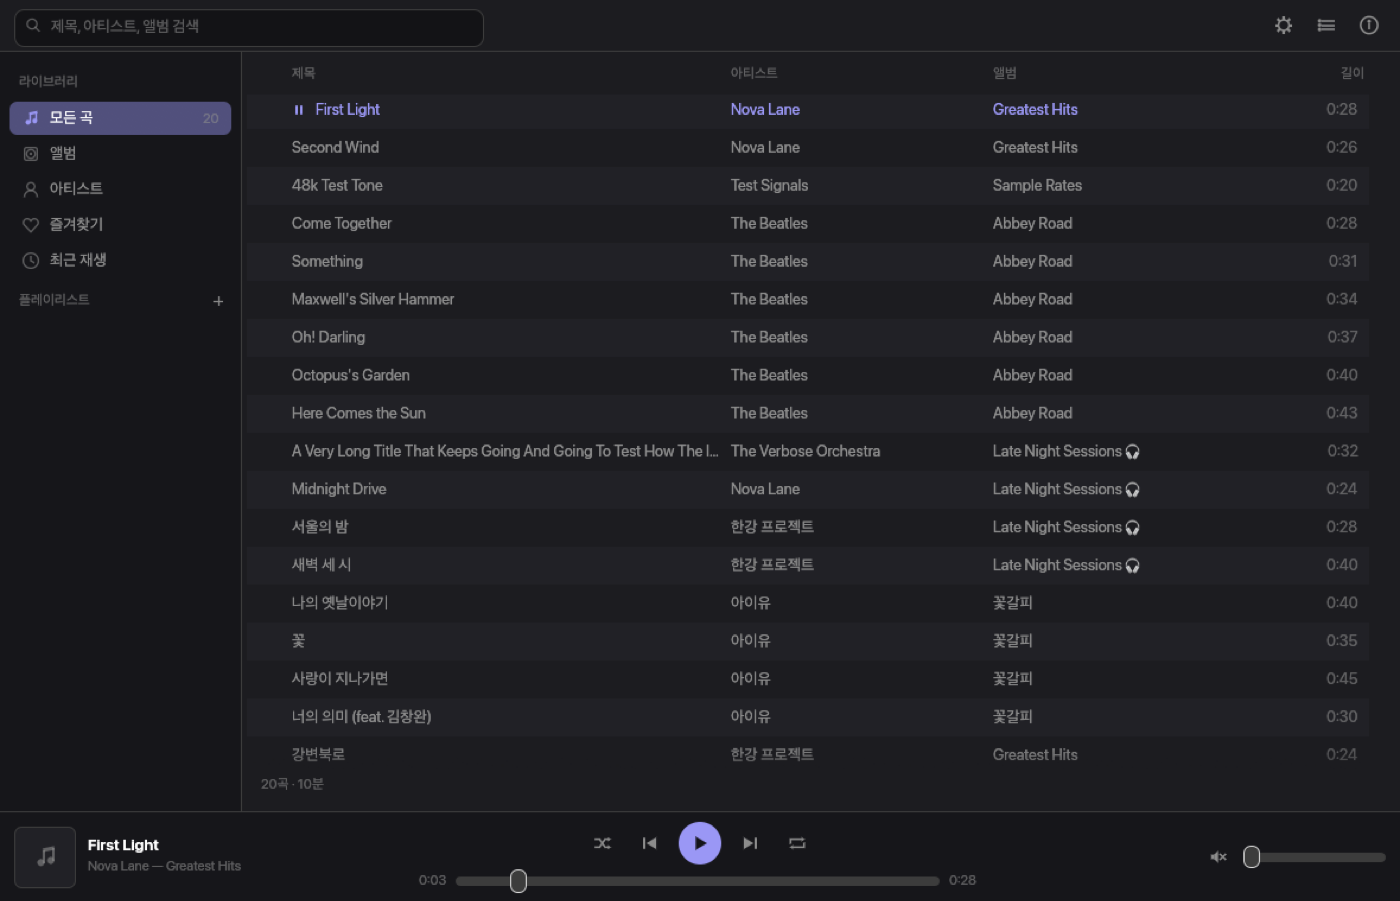 제목, 아티스트, 앨범 검색
라이브러리
모든 곡 20
앨범
아티스트
즐겨찾기
최근 재생
플레이리스트 +
제목 아티스트 앨범 길이
First Light Nova Lane Greatest Hits 0:28
Second Wind Nova Lane Greatest Hits 0:26
48k Test Tone Test Signals Sample Rates 0:20
Come Together The Beatles Abbey Road 0:28
Something The Beatles Abbey Road 0:31
Maxwell's Silver Hammer The Beatles Abbey Road 0:34
Oh! Darling The Beatles Abbey Road 0:37
Octopus's Garden The Beatles Abbey Road 0:40
Here Comes the Sun The Beatles Abbey Road 0:43
A Very Long Title That Keeps Going And Going To Test How The l... The Verbose Orchestra Late Night Sessions 🎧 0:32
Midnight Drive Nova Lane Late Night Sessions 🎧 0:24
서울의 밤 한강 프로젝트 Late Night Sessions 🎧 0:28
새벽 세 시 한강 프로젝트 Late Night Sessions 🎧 0:40
나의 옛날이야기 아이유 꽃갈피 0:40
꽃 아이유 꽃갈피 0:35
사랑이 지나가면 아이유 꽃갈피 0:45
너의 의미 (feat. 김창완) 아이유 꽃갈피 0:30
강변북로 한강 프로젝트 Greatest Hits 0:24
20곡 · 10분
First Light
Nova Lane — Greatest Hits
0:03 0:28